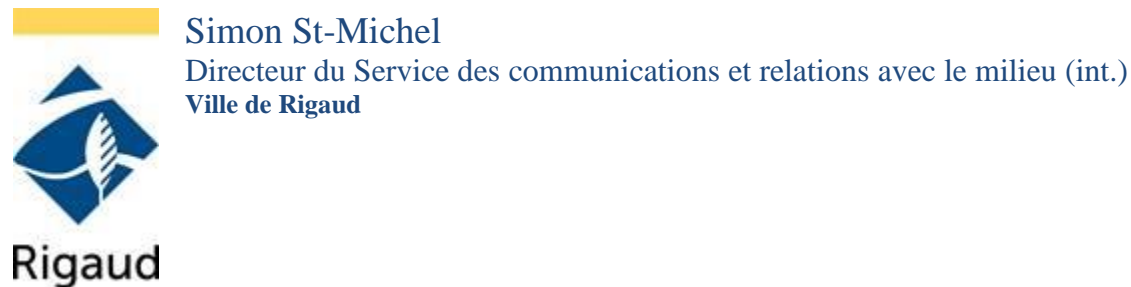 Simon St-Michel
Directeur du Service des communications et relations avec le milieu (int.)
Ville de Rigaud
Rigaud